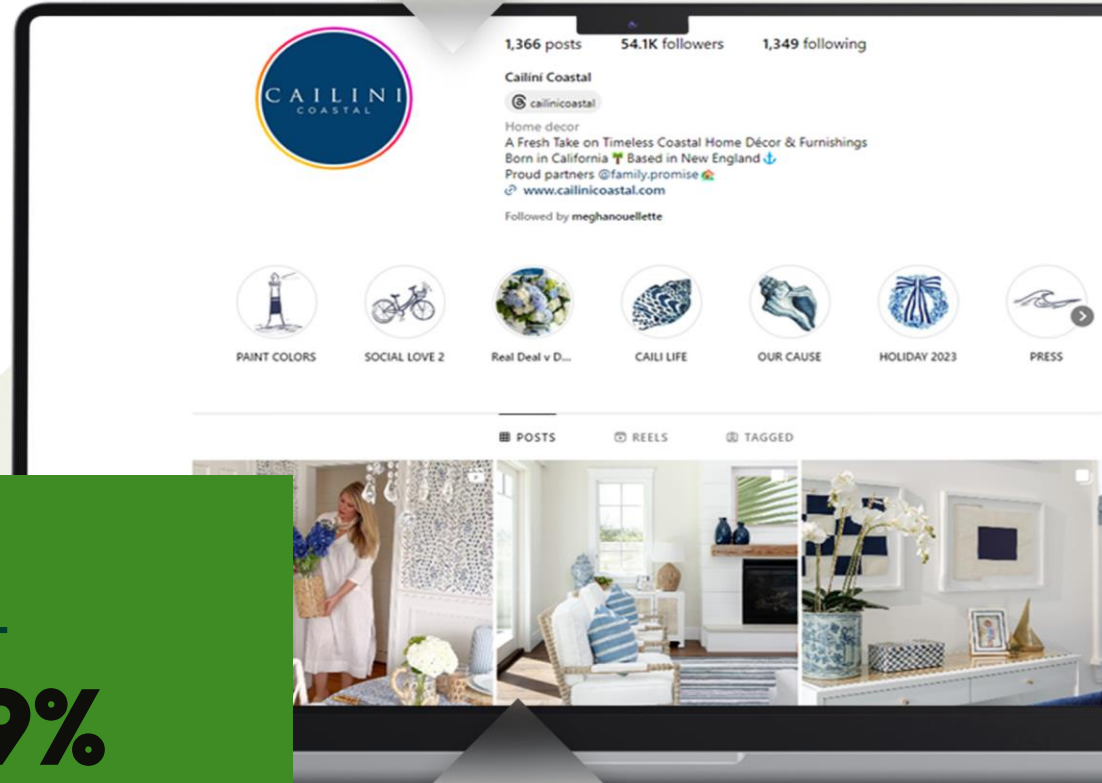 1,366 posts 54.1K followers 1,349 following
CAILINI
COASTAL
Cailíní Coastal
cailinicoastal
Home decor
A Fresh Take on Timeless Coastal Home Décor & Furnishings
Born in California 🌴 Based in New England ⚓
Proud partners @family.promise 🏠
www.cailinicoastal.com
Followed by meghanouellette
PAINT COLORS SOCIAL LOVE 2 Real Deal v D... CAILI LIFE OUR CAUSE HOLIDAY 2023 PRESS
POSTS REELS TAGGED
9%